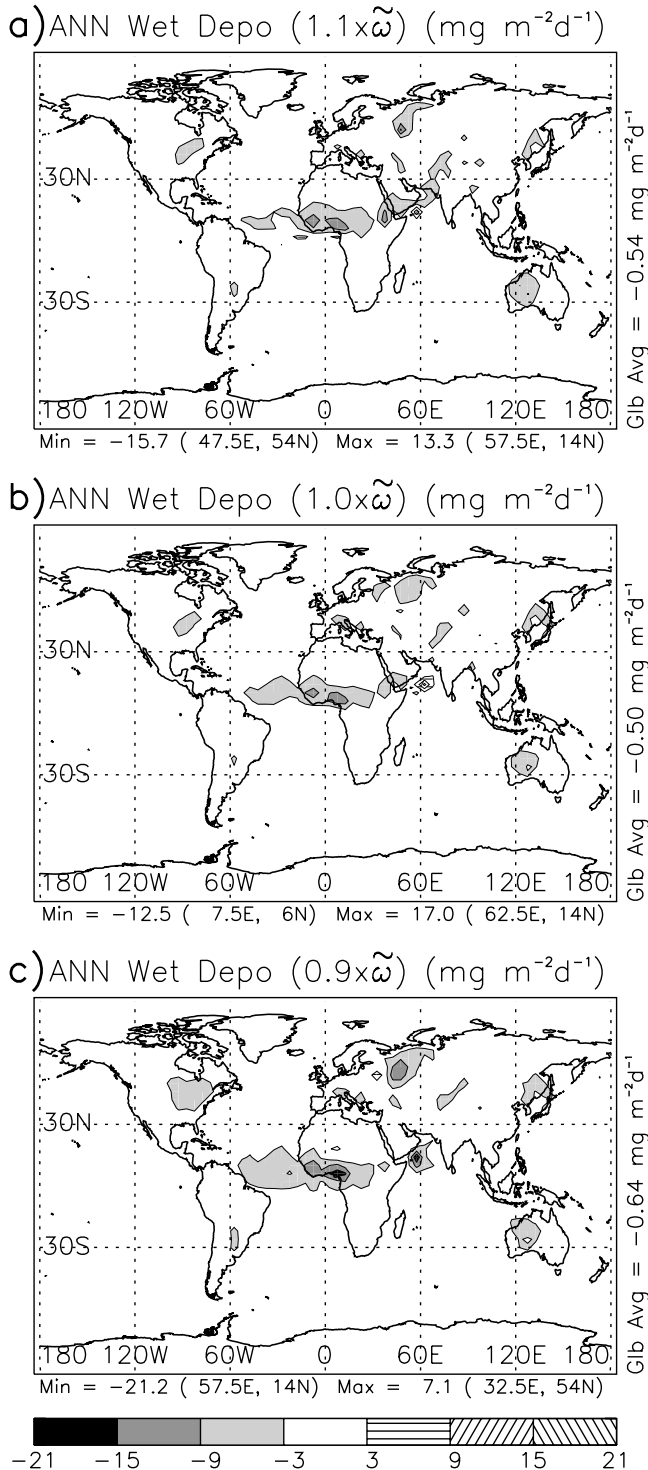 a) ANN Wet Depo (1.1xω̃) (mg m⁻²d⁻¹)
30N
30S
180 120W 60W 0 60E 120E 180
Glb Avg = −0.54 mg m⁻²d⁻¹
Min = −15.7 ( 47.5E, 54N) Max = 13.3 ( 57.5E, 14N)
b) ANN Wet Depo (1.0xω̃) (mg m⁻²d⁻¹)
30N
30S
180 120W 60W 0 60E 120E 180
Glb Avg = −0.50 mg m⁻²d⁻¹
Min = −12.5 ( 7.5E, 6N) Max = 17.0 ( 62.5E, 14N)
c) ANN Wet Depo (0.9xω̃) (mg m⁻²d⁻¹)
30N
30S
180 120W 60W 0 60E 120E 180
Glb Avg = −0.64 mg m⁻²d⁻¹
Min = −21.2 ( 57.5E, 14N) Max = 7.1 ( 32.5E, 54N)
−21 −15 −9 −3 3 9 15 21